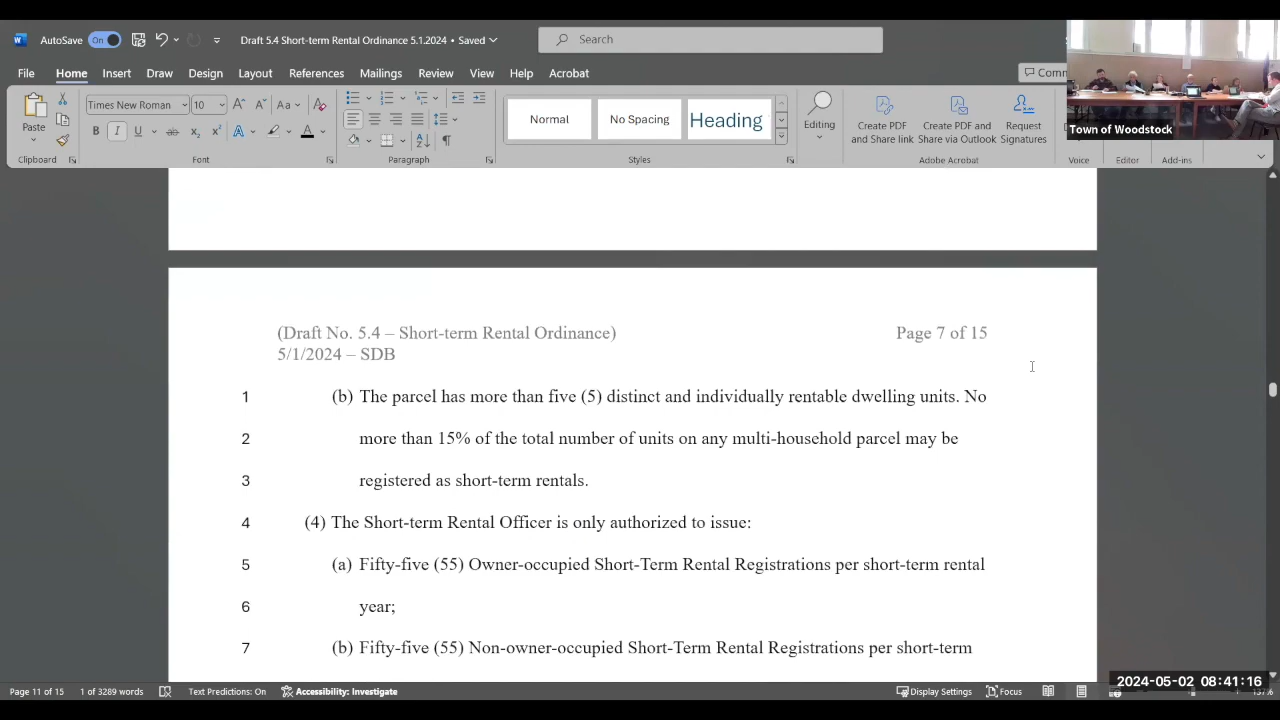 AutoSave On
Draft 5.4 Short-term Rental Ordinance 5.1.2024 • Saved
Search
File Home Insert Draw Design Layout References Mailings Review View Help Acrobat
Comm
Paste
Clipboard
Times New Roman 10
Font
Paragraph
Normal
No Spacing
Heading
Styles
Editing
Create PDF and Share link
Create PDF and Share via Outlook
Request Signatures
Adobe Acrobat
Voice
Editor
Add-ins
Town of Woodstock
(Draft No. 5.4 – Short-term Rental Ordinance) Page 7 of 15
5/1/2024 – SDB
1 (b) The parcel has more than five (5) distinct and individually rentable dwelling units. No
2 more than 15% of the total number of units on any multi-household parcel may be
3 registered as short-term rentals.
4 (4) The Short-term Rental Officer is only authorized to issue:
5 (a) Fifty-five (55) Owner-occupied Short-Term Rental Registrations per short-term rental
6 year;
7 (b) Fifty-five (55) Non-owner-occupied Short-Term Rental Registrations per short-term
2024-05-02 08:41:16
Page 11 of 15 1 of 3289 words Text Predictions: On Accessibility: Investigate Display Settings Focus